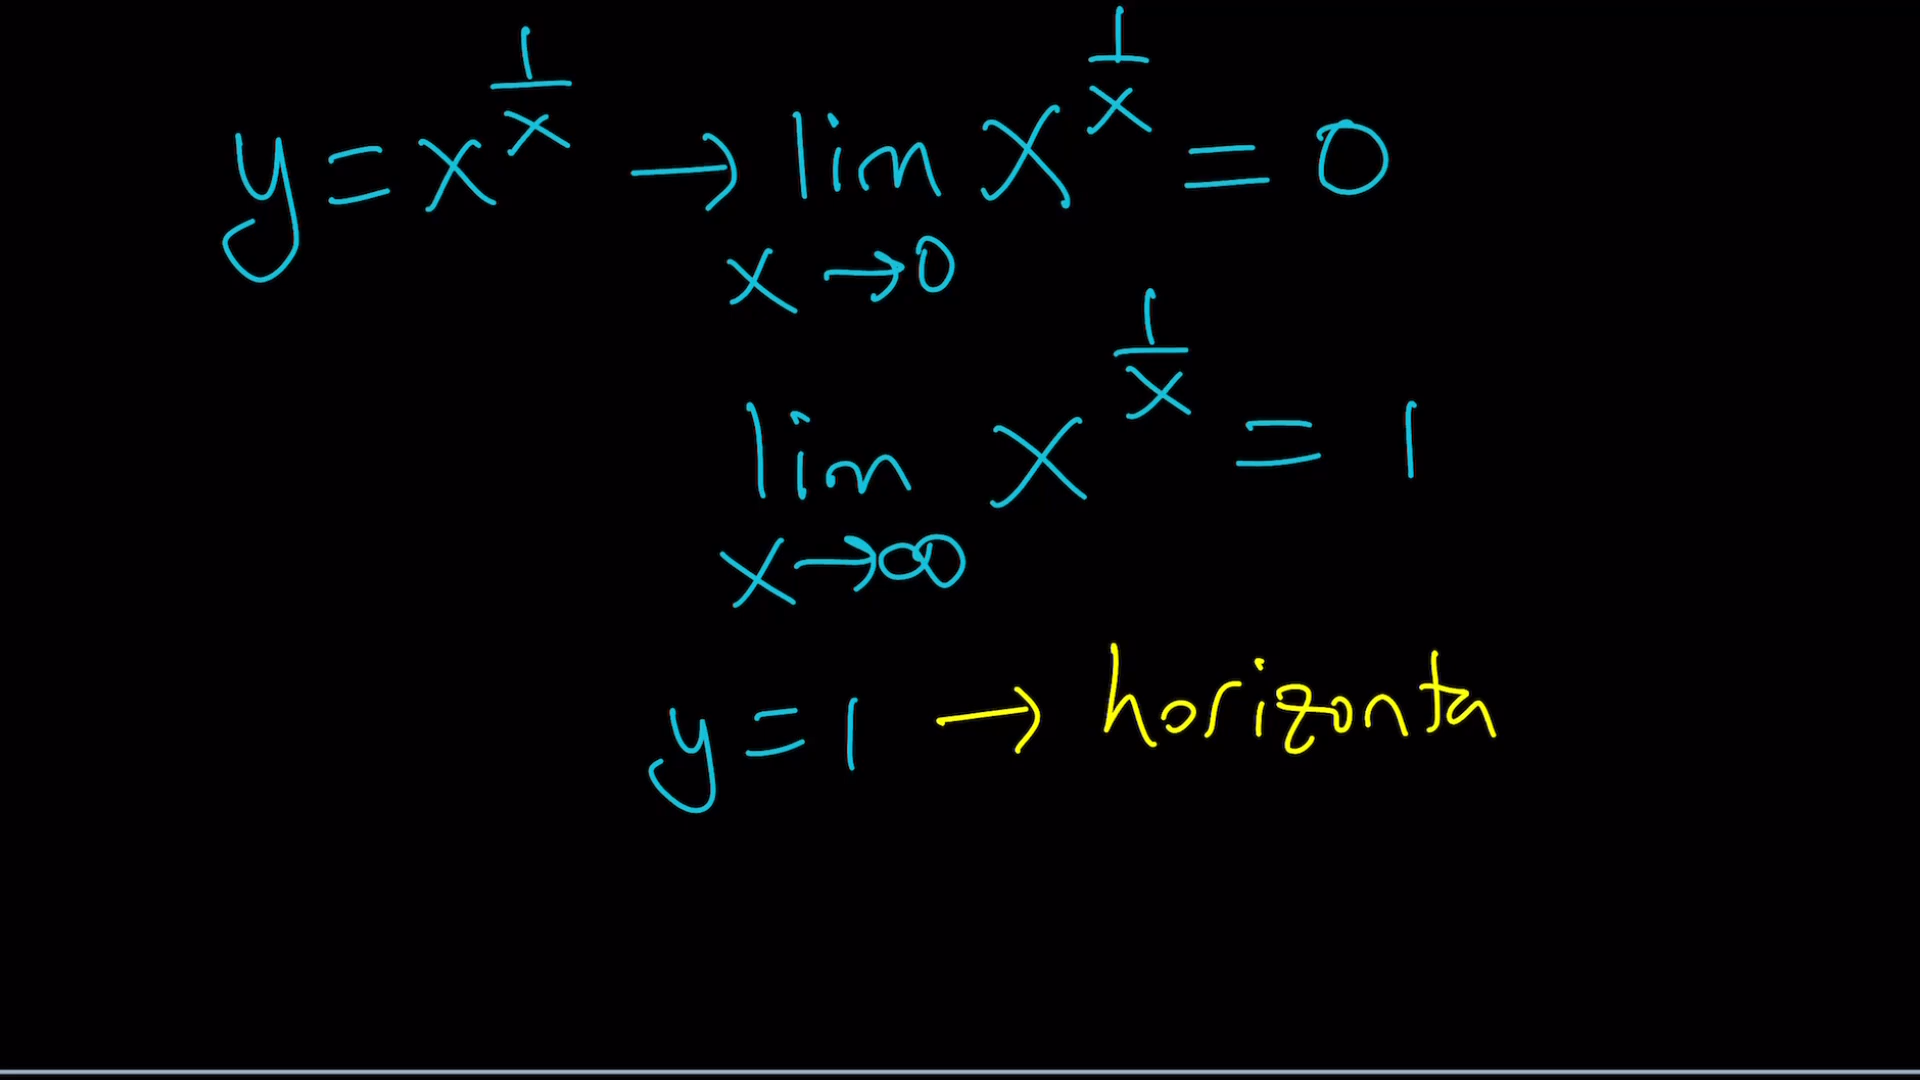 y = x^(1/x) → lim x→0 x^(1/x) = 0
lim x→∞ x^(1/x) = 1
y = 1 → horizonta